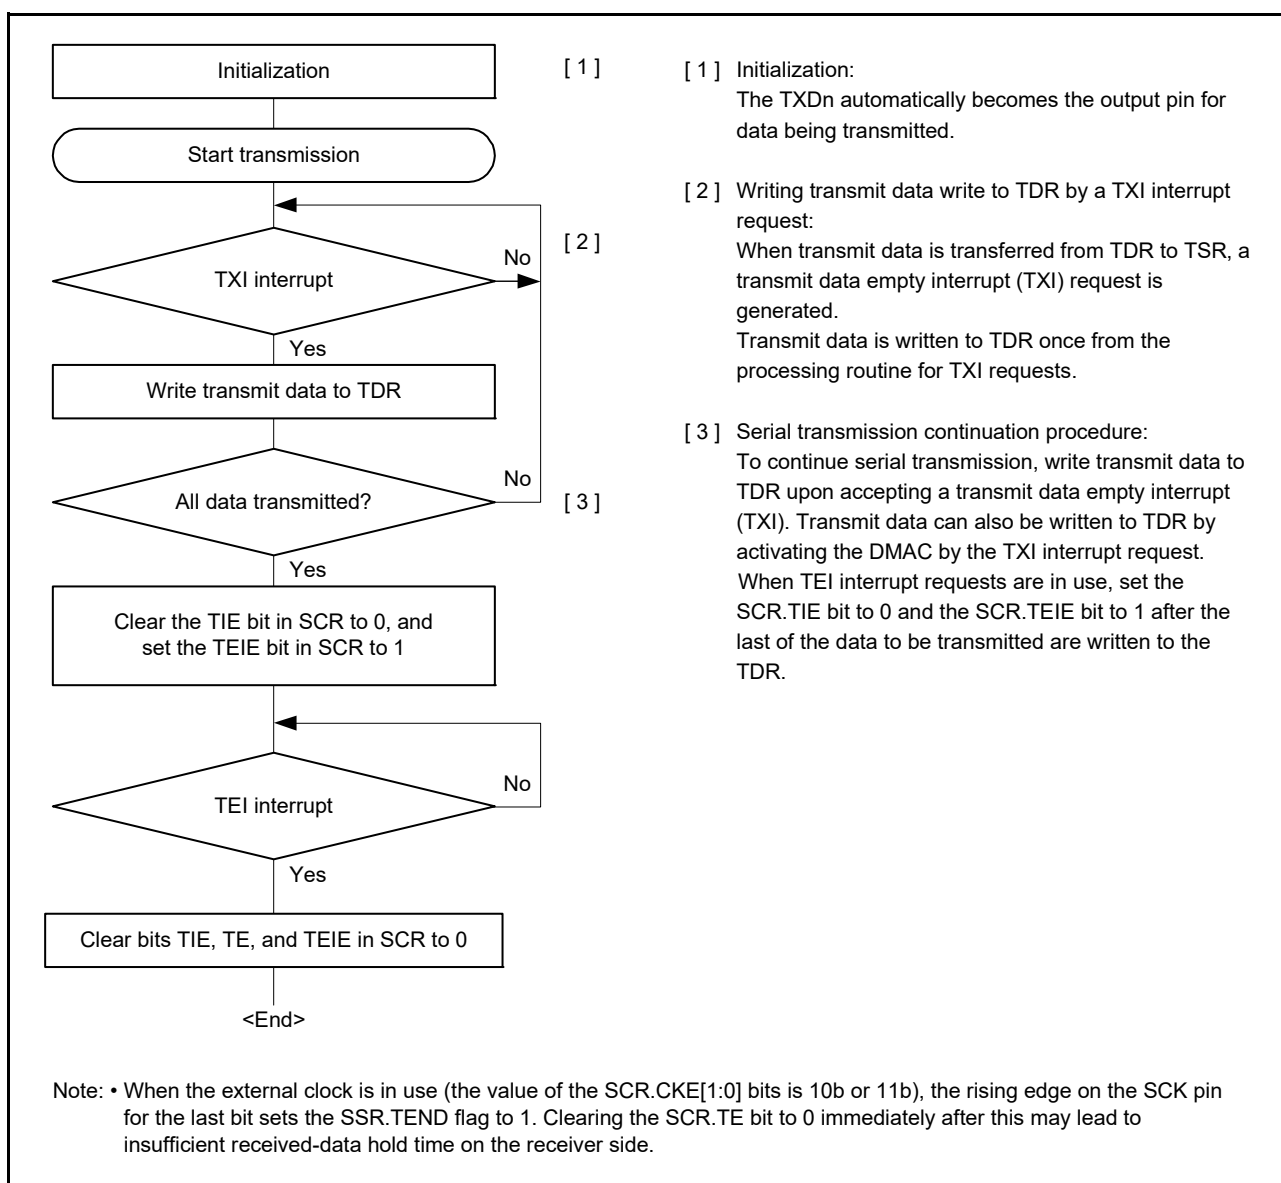 Initialization
[ 1 ]
Start transmission
[ 2 ]
TXI interrupt
No
Yes
Write transmit data to TDR
All data transmitted?
No
[ 3 ]
Yes
Clear the TIE bit in SCR to 0, and
set the TEIE bit in SCR to 1
TEI interrupt
No
Yes
Clear bits TIE, TE, and TEIE in SCR to 0
<End>
[ 1 ] Initialization:
The TXDn automatically becomes the output pin for
data being transmitted.
[ 2 ] Writing transmit data write to TDR by a TXI interrupt
request:
When transmit data is transferred from TDR to TSR, a
transmit data empty interrupt (TXI) request is
generated.
Transmit data is written to TDR once from the
processing routine for TXI requests.
[ 3 ] Serial transmission continuation procedure:
To continue serial transmission, write transmit data to
TDR upon accepting a transmit data empty interrupt
(TXI). Transmit data can also be written to TDR by
activating the DMAC by the TXI interrupt request.
When TEI interrupt requests are in use, set the
SCR.TIE bit to 0 and the SCR.TEIE bit to 1 after the
last of the data to be transmitted are written to the
TDR.
Note: • When the external clock is in use (the value of the SCR.CKE[1:0] bits is 10b or 11b), the rising edge on the SCK pin
for the last bit sets the SSR.TEND flag to 1. Clearing the SCR.TE bit to 0 immediately after this may lead to
insufficient received-data hold time on the receiver side.